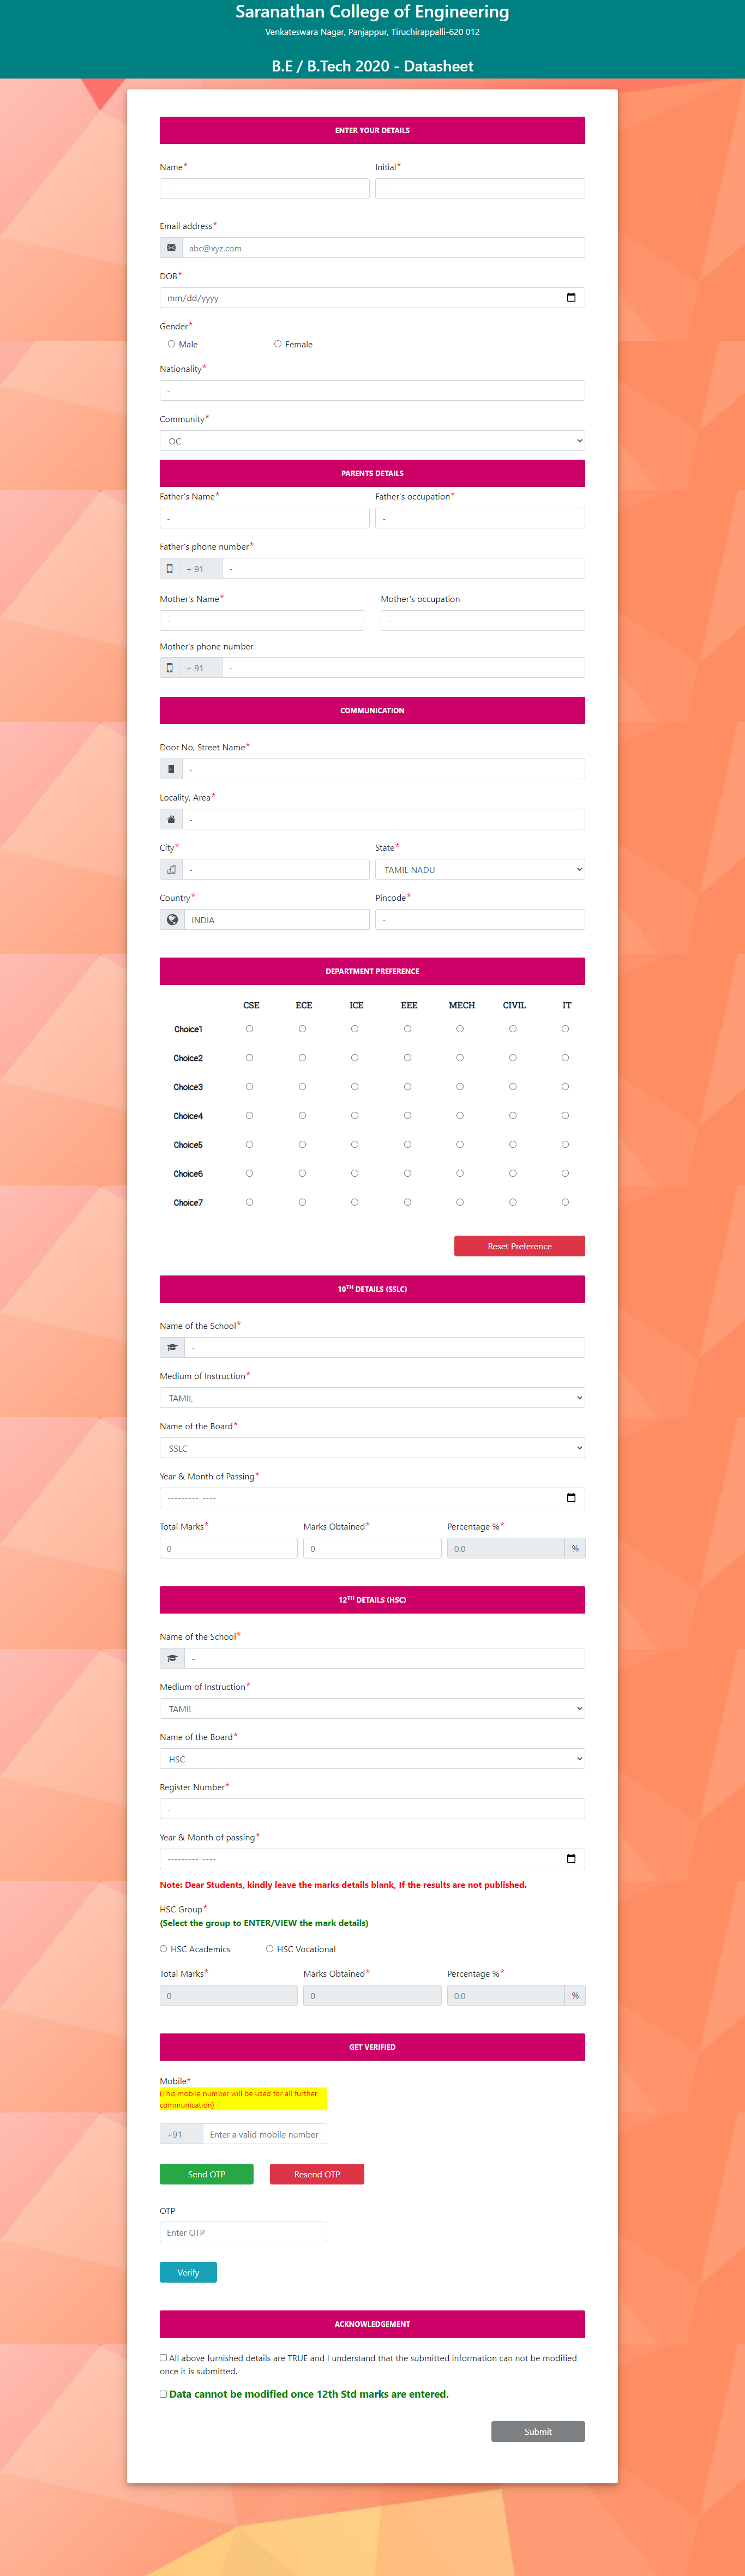 Saranathan College of Engineering
Venkateswara Nagar, Panjappur, Tiruchirappalli-620 012
B.E / B.Tech 2020 - Datasheet
ENTER YOUR DETAILS
Name* Initial*
- -
Email address*
abc@xyz.com
DOB*
mm/dd/yyyy
Gender*
Male Female
Nationality*
-
Community*
OC
PARENTS DETAILS
Father's Name* Father's occupation*
- -
Father's phone number*
+ 91 -
Mother's Name* Mother's occupation
- -
Mother's phone number
+ 91 -
COMMUNICATION
Door No, Street Name*
-
Locality, Area*
-
City* State*
- TAMIL NADU
Country* Pincode*
INDIA -
DEPARTMENT PREFERENCE
CSE ECE ICE EEE MECH CIVIL IT
Choice1
Choice2
Choice3
Choice4
Choice5
Choice6
Choice7
Reset Preference
10TH DETAILS (SSLC)
Name of the School*
-
Medium of Instruction*
TAMIL
Name of the Board*
SSLC
Year & Month of Passing*
--------- ----
Total Marks* Marks Obtained* Percentage %*
0 0 0.0 %
12TH DETAILS (HSC)
Name of the School*
-
Medium of Instruction*
TAMIL
Name of the Board*
HSC
Register Number*
-
Year & Month of passing*
--------- ----
Note: Dear Students, kindly leave the marks details blank, If the results are not published.
HSC Group*
(Select the group to ENTER/VIEW the mark details)
HSC Academics HSC Vocational
Total Marks* Marks Obtained* Percentage %*
0 0 0.0 %
GET VERIFIED
Mobile*
(This mobile number will be used for all further
communication)
+91 Enter a valid mobile number
Send OTP Resend OTP
OTP
Enter OTP
Verify
ACKNOWLEDGEMENT
All above furnished details are TRUE and I understand that the submitted information can not be modified
once it is submitted.
Data cannot be modified once 12th Std marks are entered.
Submit